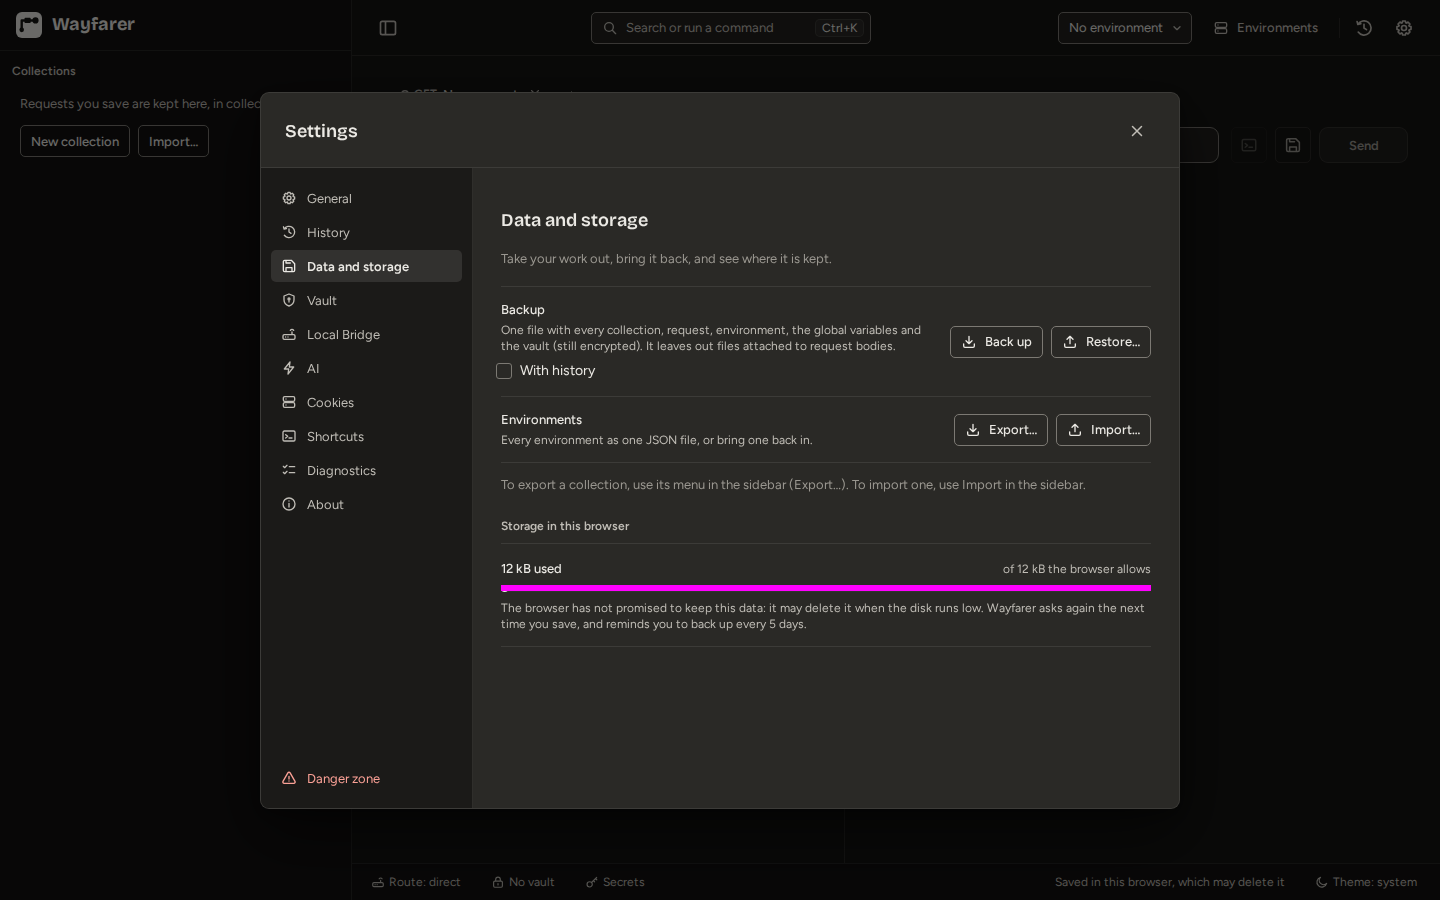 Wayfarer
Search or run a command
Ctrl+K
No environment
Environments
Collections
Requests you save are kept here, in collec
New collection
Import...
Send
Settings
General
History
Data and storage
Vault
Local Bridge
AI
Cookies
Shortcuts
Diagnostics
About
Danger zone
Data and storage
Take your work out, bring it back, and see where it is kept.
Backup
One file with every collection, request, environment, the global variables and
the vault (still encrypted). It leaves out files attached to request bodies.
With history
Back up
Restore...
Environments
Every environment as one JSON file, or bring one back in.
Export...
Import...
To export a collection, use its menu in the sidebar (Export...). To import one, use Import in the sidebar.
Storage in this browser
12 kB used
of 12 kB the browser allows
The browser has not promised to keep this data: it may delete it when the disk runs low. Wayfarer asks again the next
time you save, and reminds you to back up every 5 days.
Route: direct
No vault
Secrets
Saved in this browser, which may delete it
Theme: system